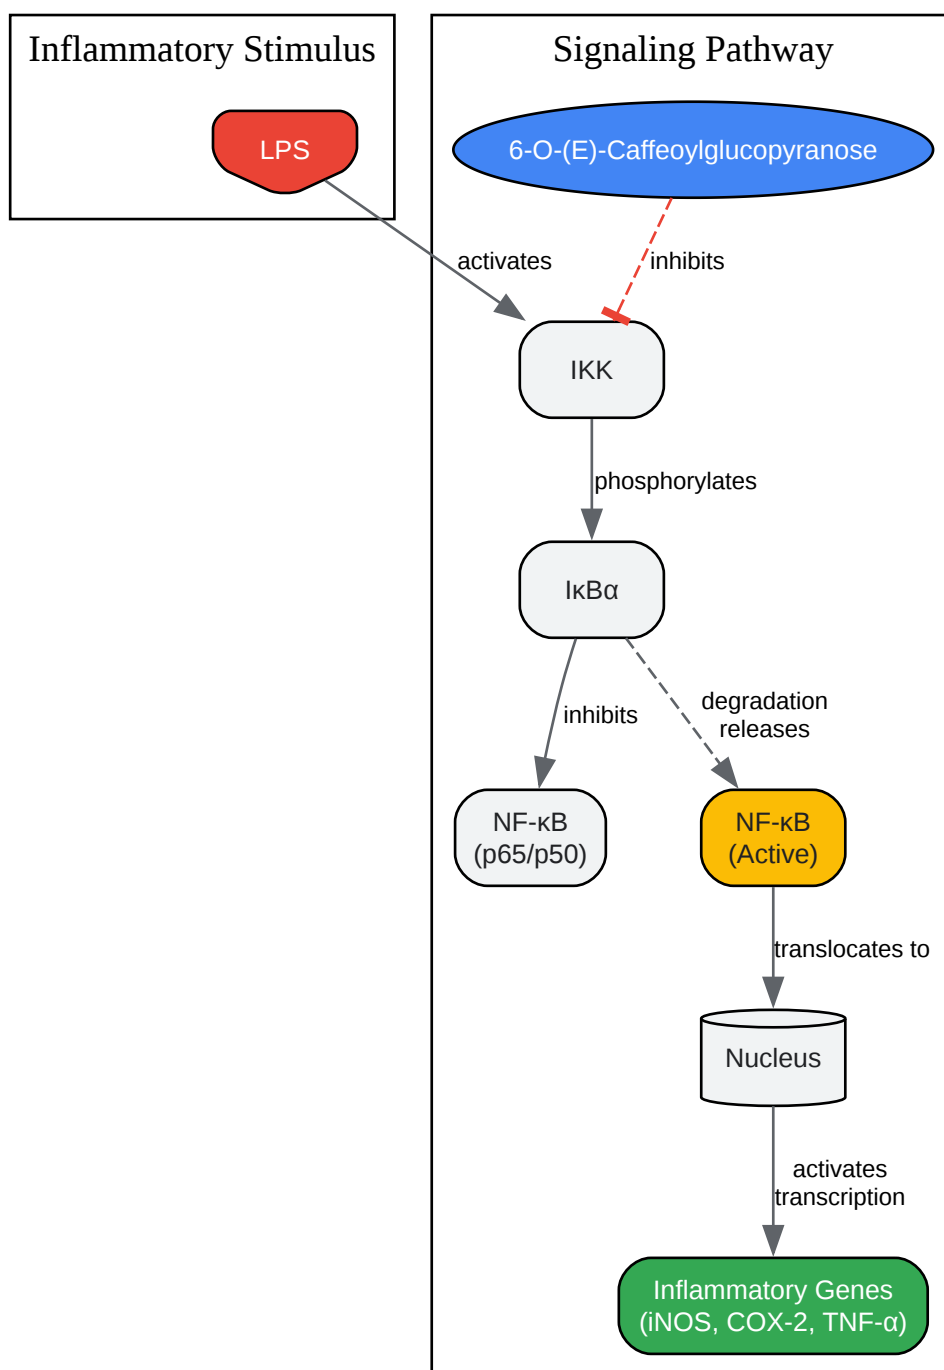 Inflammatory Stimulus
Signaling Pathway
LPS
6-O-(E)-Caffeoylglucopyranose
activates
inhibits
IKK
phosphorylates
IκBα
inhibits
degradation
releases
NF-κB
(p65/p50)
NF-κB
(Active)
translocates to
Nucleus
activates
transcription
Inflammatory Genes
(iNOS, COX-2, TNF-α)